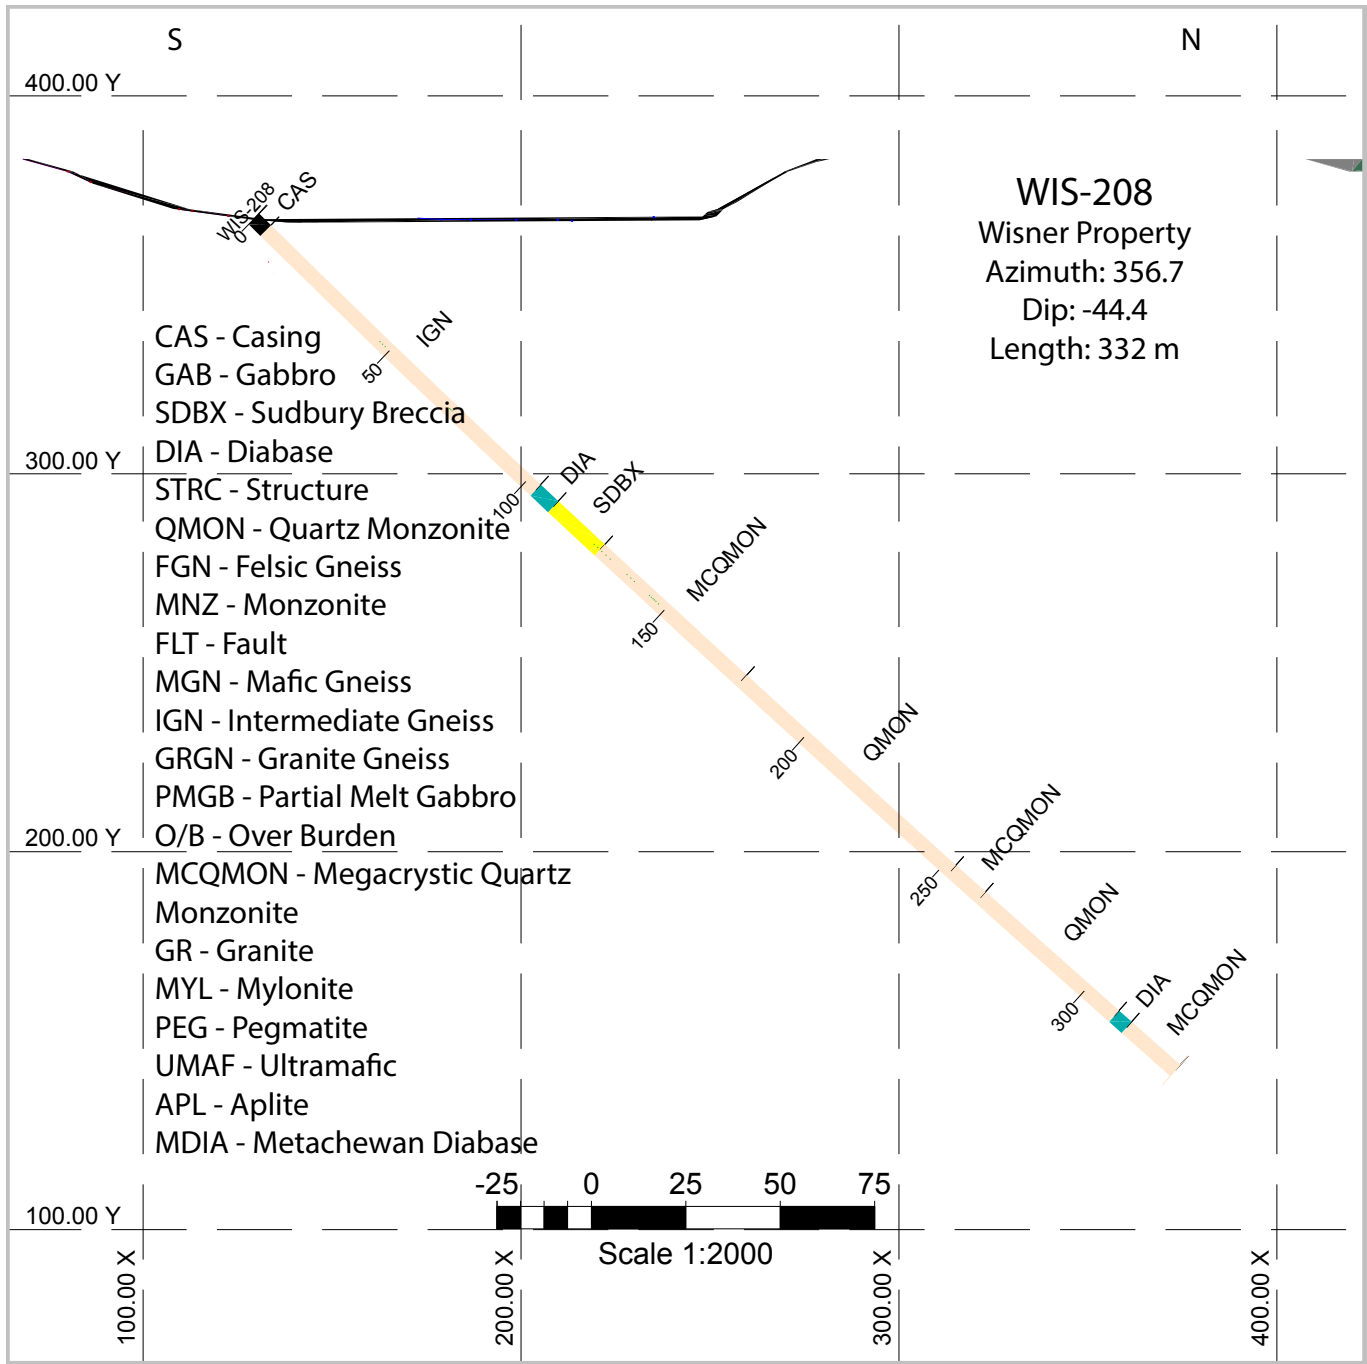 S
N
400.00 Y
WIS-208
CAS
0
WIS-208
Wisner Property
Azimuth: 356.7
Dip: -44.4
Length: 332 m
IGN
50
CAS - Casing
GAB - Gabbro
SDBX - Sudbury Breccia
DIA - Diabase
STRC - Structure
QMON - Quartz Monzonite
FGN - Felsic Gneiss
MNZ - Monzonite
FLT - Fault
MGN - Mafic Gneiss
IGN - Intermediate Gneiss
GRGN - Granite Gneiss
PMGB - Partial Melt Gabbro
O/B - Over Burden
MCQMON - Megacrystic Quartz
Monzonite
GR - Granite
MYL - Mylonite
PEG - Pegmatite
UMAF - Ultramafic
APL - Aplite
MDIA - Metachewan Diabase
300.00 Y
DIA
100
SDBX
MCQMON
150
QMON
200
200.00 Y
MCQMON
250
QMON
DIA
300
MCQMON
-25 0 25 50 75
Scale 1:2000
100.00 Y
100.00 X
200.00 X
300.00 X
400.00 X